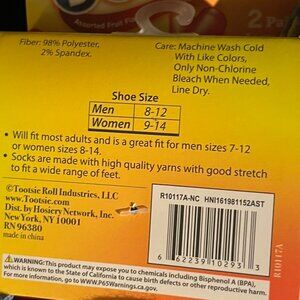 Assorted Fruit
2 Pai
Fiber: 98% Polyester,
2% Spandex.
Care: Machine Wash Cold
With Like Colors,
Only Non-Chlorine
Bleach When Needed,
Line Dry.
Shoe Size
Men 8-12
Women 9-14
• Will fit most adults and is a great fit for men sizes 7-12
or women sizes 8-14.
• Socks are made with high quality yarns with good stretch
to fit a wide range of feet.
©Tootsie Roll Industries, LLC
www.Tootsie.com
Dist. by Hosiery Network, Inc.
New York, NY 10001
RN 96380
made in china
R10117A-NC HNI161981152AST
6 62239 10293 3
V211018
⚠WARNING:This product may expose you to chemicals including Bisphenol A (BPA),
which is known to the State of California to cause birth defects or other reproductive harm.
For more information, go to www.P65Warnings.ca.gov.